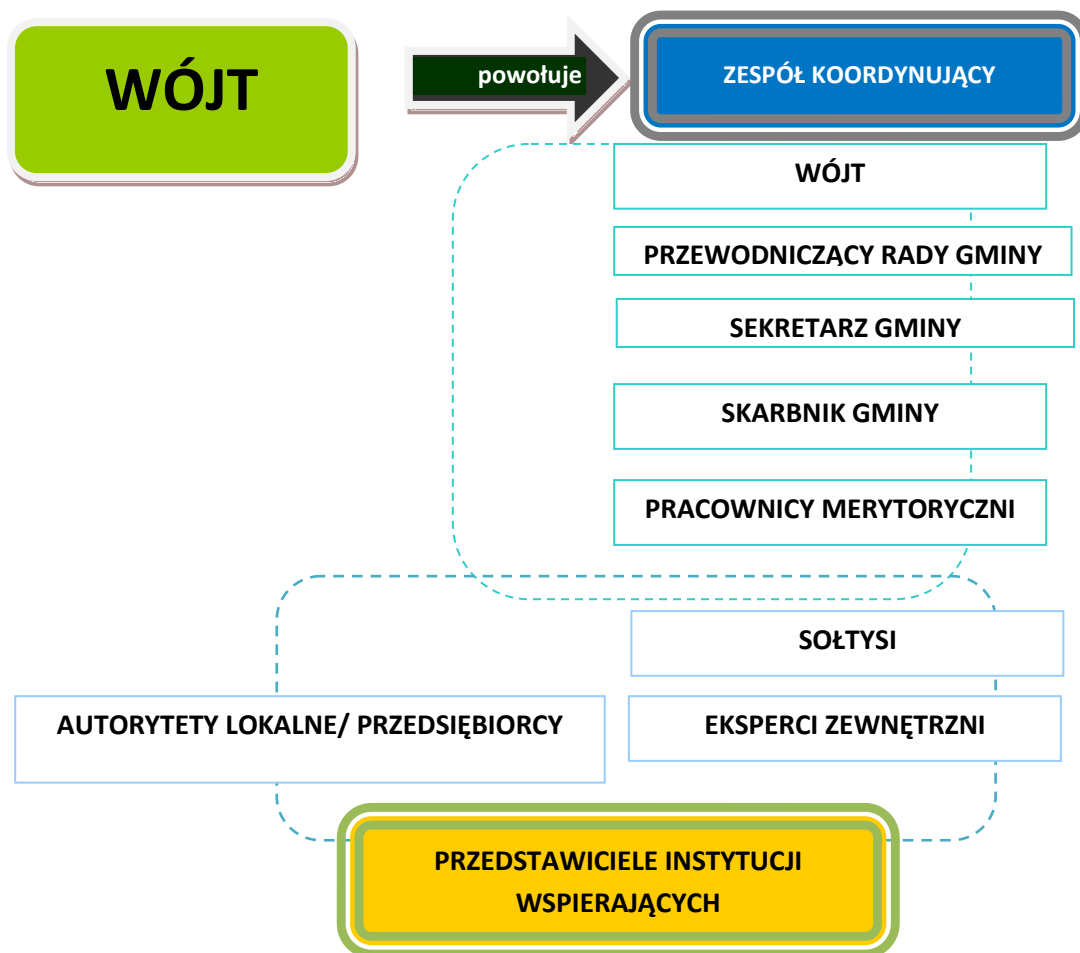 WÓJT
powołuje
ZESPÓŁ KOORDYNUJĄCY
WÓJT
PRZEWODNICZĄCY RADY GMINY
SEKRETARZ GMINY
SKARBNIK GMINY
PRACOWNICY MERYTORYCZNI
SOŁTYSI
AUTORYTETY LOKALNE/ PRZEDSIĘBIORCY
EKSPERCI ZEWNĘTRZNI
PRZEDSTAWICIELE INSTYTUCJI
WSPIERAJĄCYCH